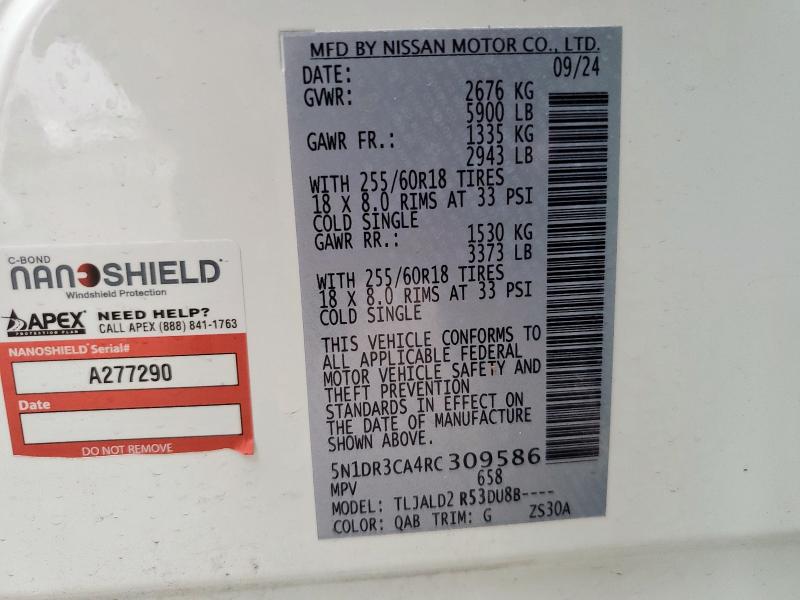 MFD BY NISSAN MOTOR CO., LTD.
DATE: 09/24
GVWR: 2676 KG
5900 LB
GAWR FR.: 1335 KG
2943 LB
WITH 255/60R18 TIRES
18 X 8.0 RIMS AT 33 PSI
COLD SINGLE
GAWR RR.: 1530 KG
3373 LB
WITH 255/60R18 TIRES
18 X 8.0 RIMS AT 33 PSI
COLD SINGLE
THIS VEHICLE CONFORMS TO
ALL APPLICABLE FEDERAL
MOTOR VEHICLE SAFETY AND
THEFT PREVENTION
STANDARDS IN EFFECT ON
THE DATE OF MANUFACTURE
SHOWN ABOVE.
5N1DR3CA4RC309586
MPV 658
MODEL: TLJALD2 R53DU8B----
COLOR: QAB TRIM: G ZS30A
C-BOND
NANOSHIELD
Windshield Protection
APEX NEED HELP?
PROTECTION PLAN CALL APEX (888) 841-1763
NANOSHIELD Serial#
A277290
Date
DO NOT REMOVE